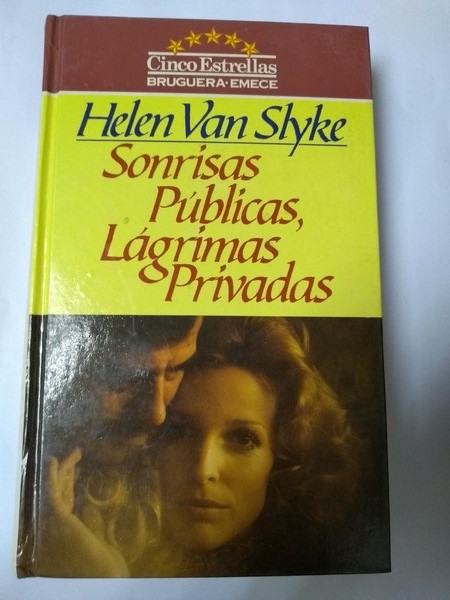 Cinco Estrellas
BRUGUERA·EMECE
Helen Van Slyke
Sonrisas
Públicas,
Lágrimas
Privadas